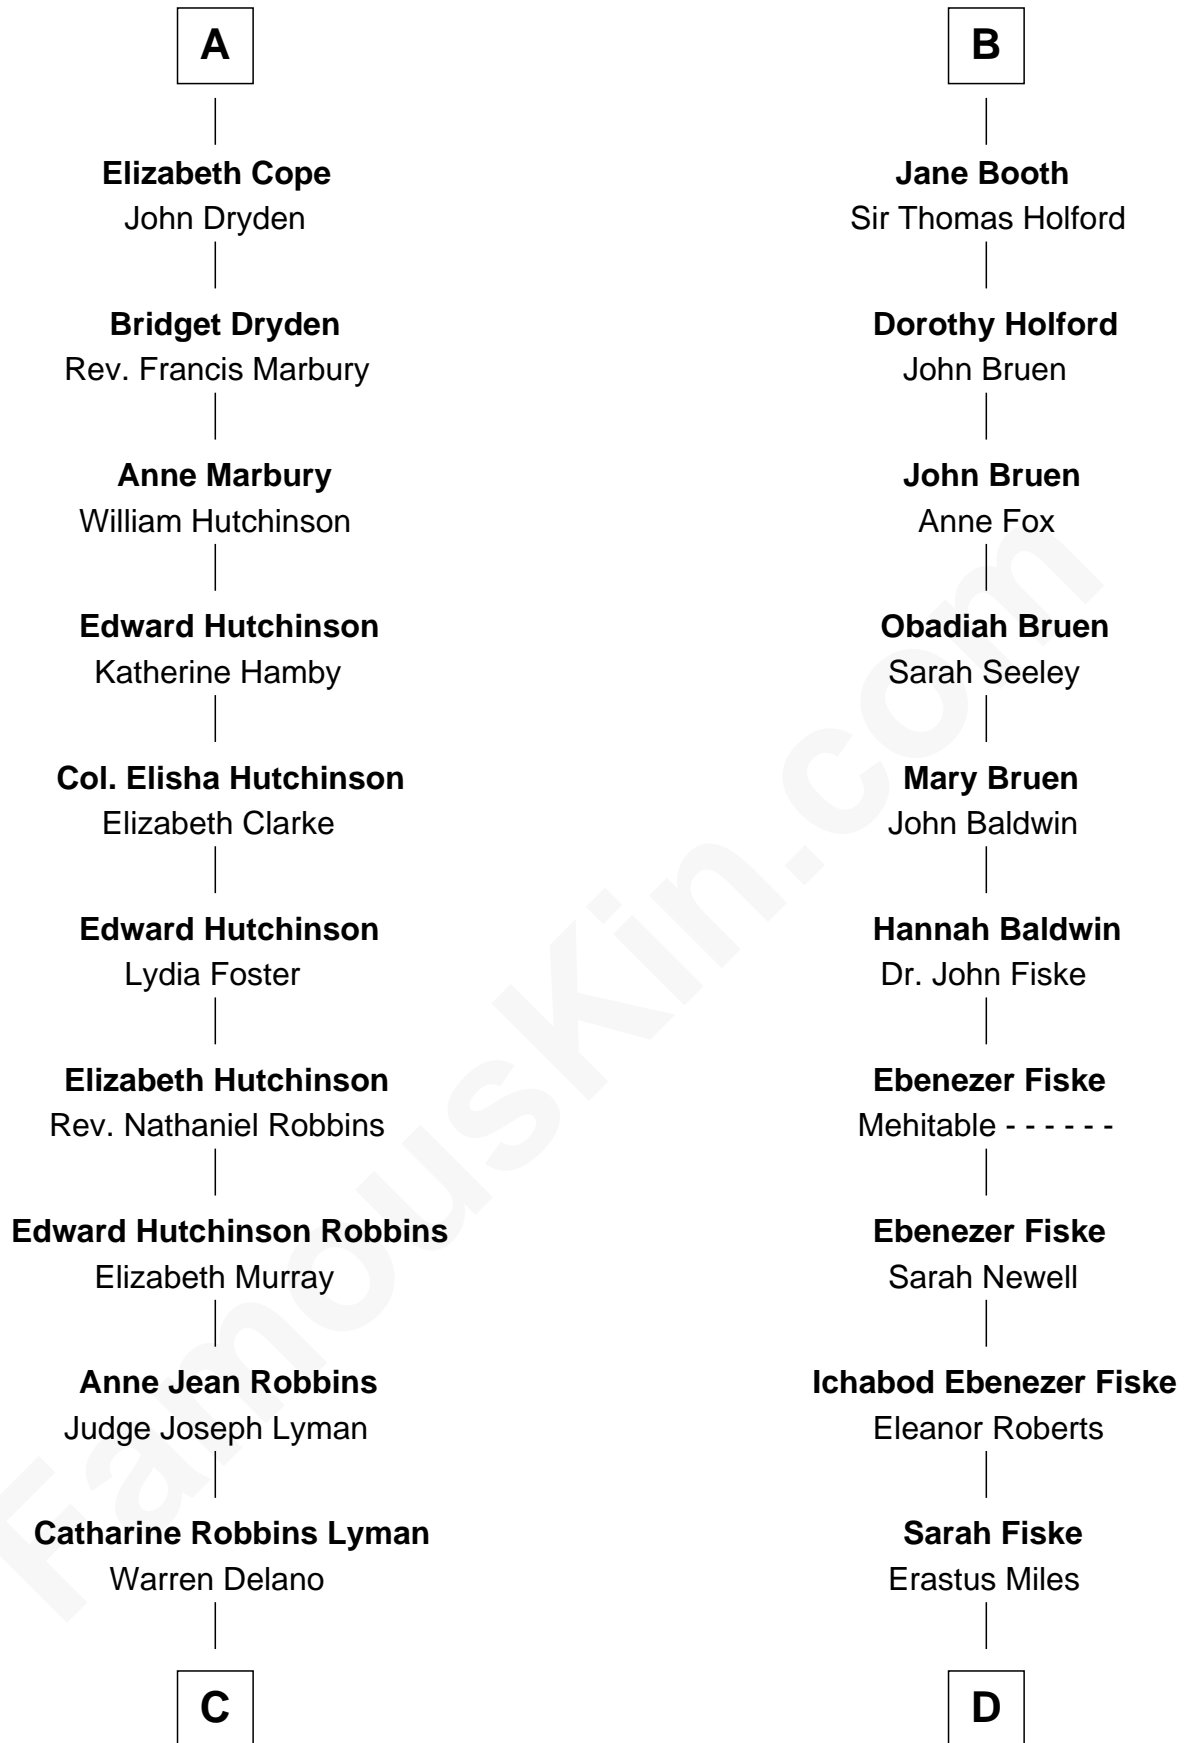 A
Elizabeth Cope
John Dryden
Bridget Dryden
Rev. Francis Marbury
Anne Marbury
William Hutchinson
Edward Hutchinson
Katherine Hamby
Col. Elisha Hutchinson
Elizabeth Clarke
Edward Hutchinson
Lydia Foster
Elizabeth Hutchinson
Rev. Nathaniel Robbins
Edward Hutchinson Robbins
Elizabeth Murray
Anne Jean Robbins
Judge Joseph Lyman
Catharine Robbins Lyman
Warren Delano
C
B
Jane Booth
Sir Thomas Holford
Dorothy Holford
John Bruen
John Bruen
Anne Fox
Obadiah Bruen
Sarah Seeley
Mary Bruen
John Baldwin
Hannah Baldwin
Dr. John Fiske
Ebenezer Fiske
Mehitable - - - - - -
Ebenezer Fiske
Sarah Newell
Ichabod Ebenezer Fiske
Eleanor Roberts
Sarah Fiske
Erastus Miles
D
FamousKin.com